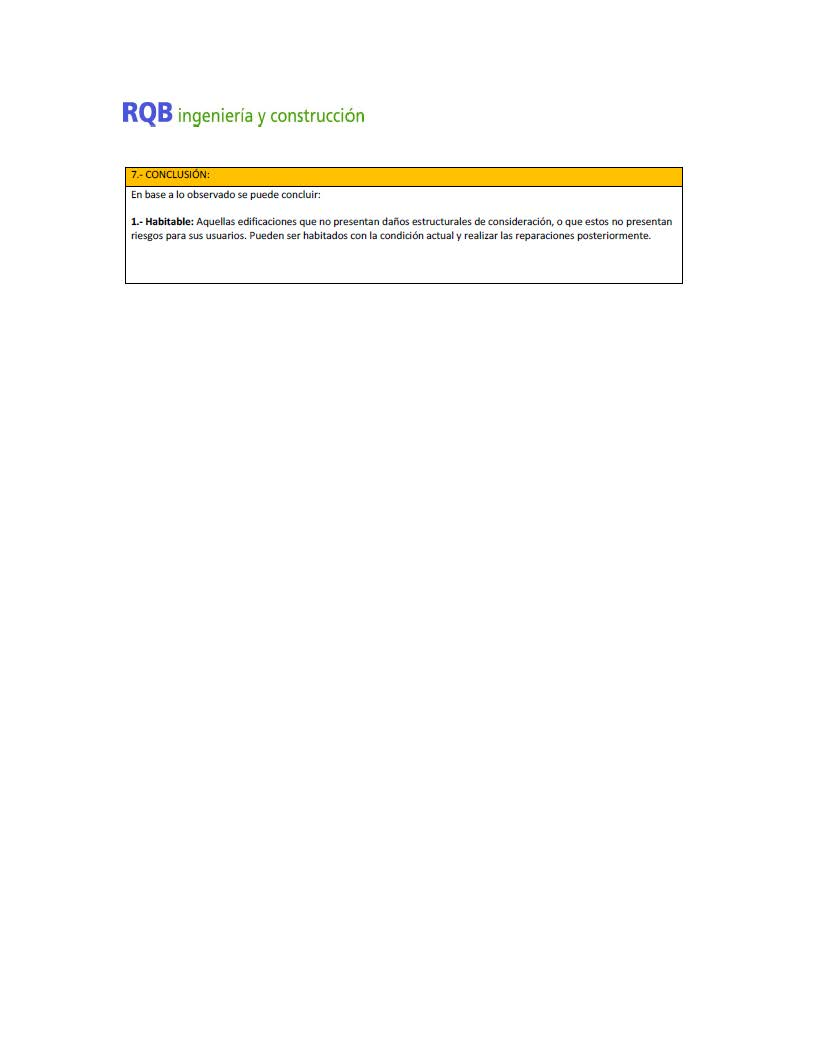 RQB ingeniería y construcción
7.- CONCLUSIÓN:
En base a lo observado se puede concluir:
1.- Habitable: Aquellas edificaciones que no presentan daños estructurales de consideración, o que estos no presentan
riesgos para sus usuarios. Pueden ser habitados con la condición actual y realizar las reparaciones posteriormente.